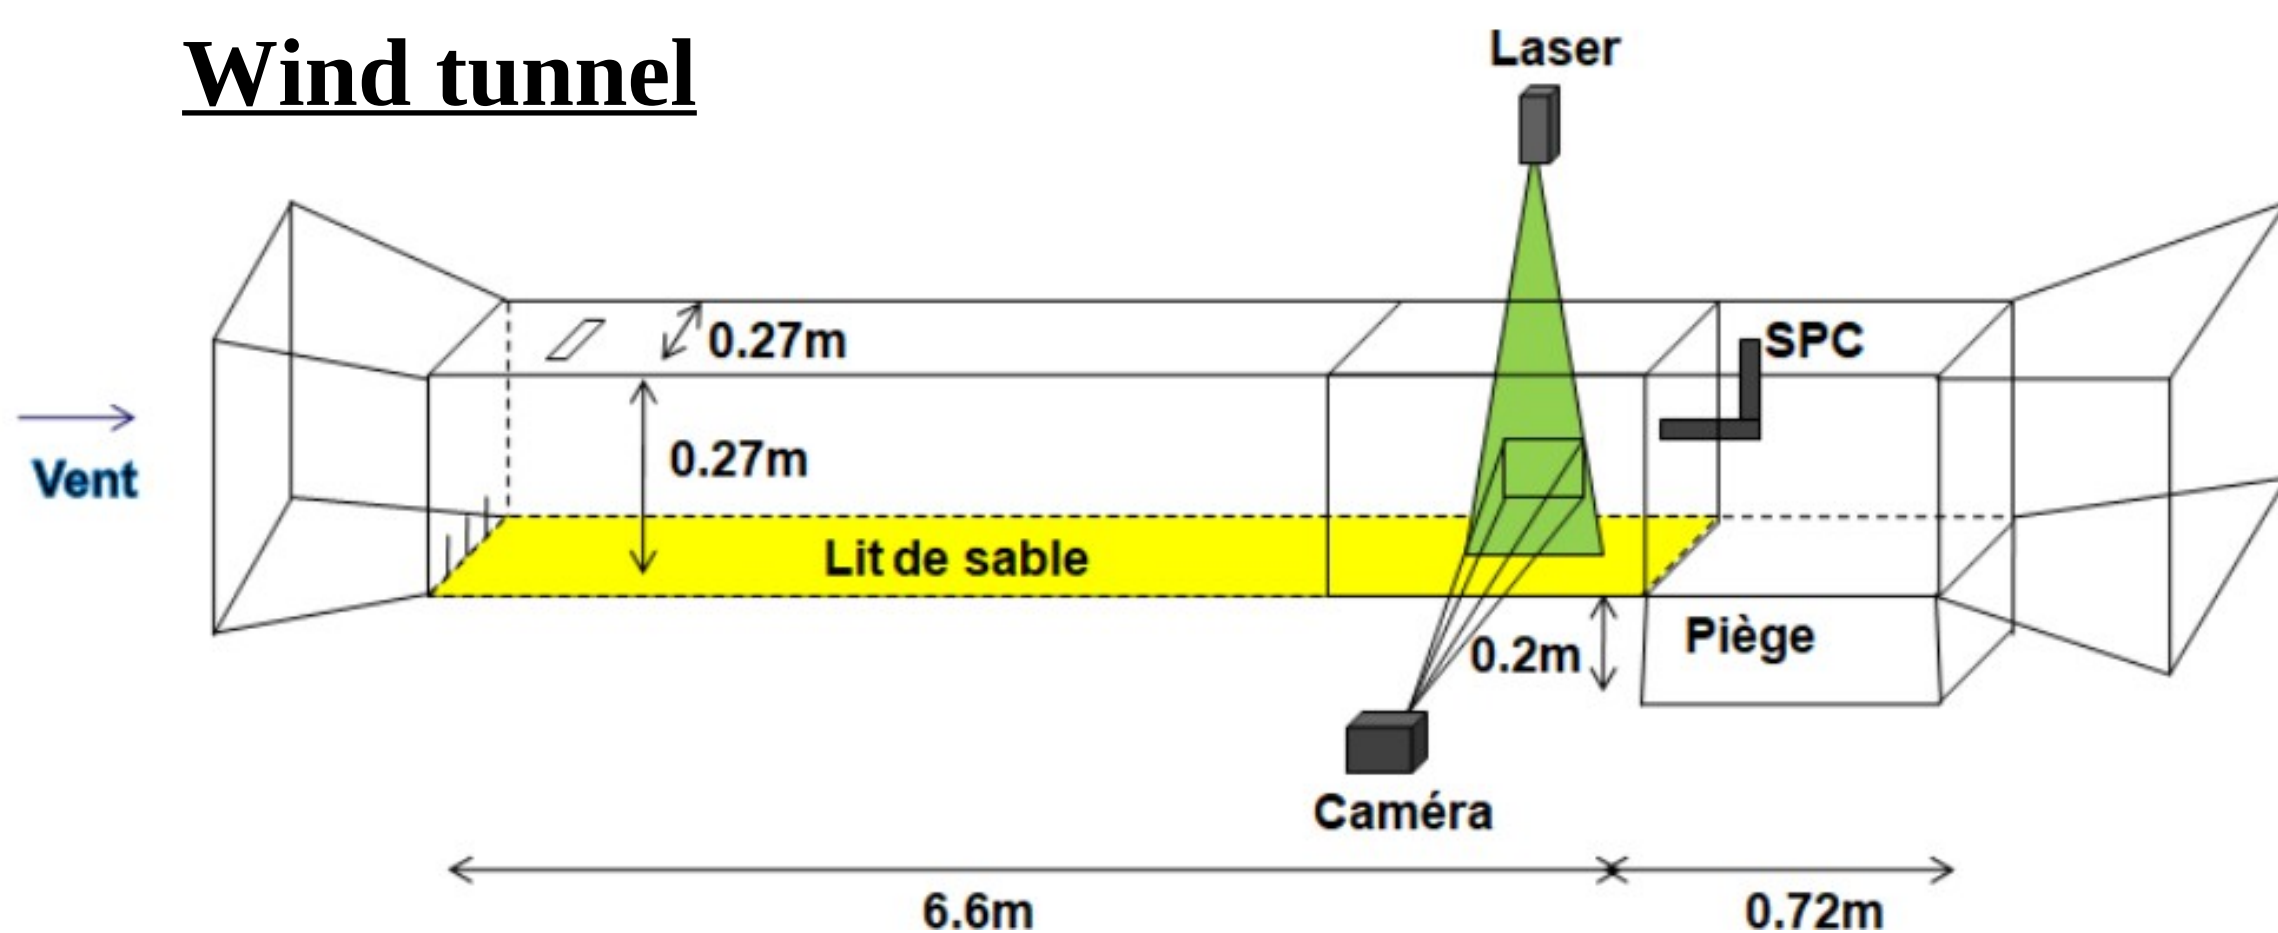 Wind tunnel
Laser
0.27m
SPC
0.27m
Vent
Lit de sable
0.2m
Piège
Caméra
6.6m
0.72m